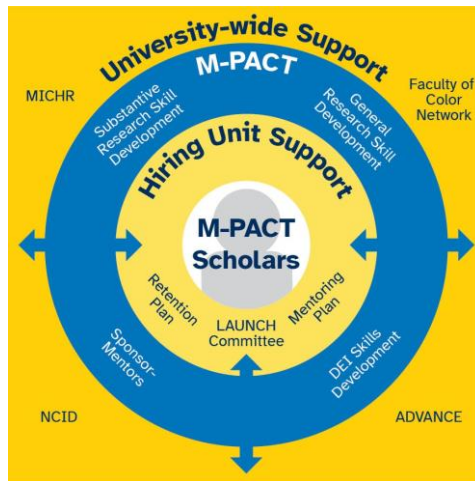 University-wide Support
M-PACT
MICHR
Faculty of
Color
Network
Substantive
Research Skill
Development
General
Research Skill
Development
Hiring Unit Support
M-PACT
Scholars
Retention
Plan
LAUNCH
Committee
Mentoring
Plan
Sponsor-
Mentors
DEI Skills
Development
NCID
ADVANCE